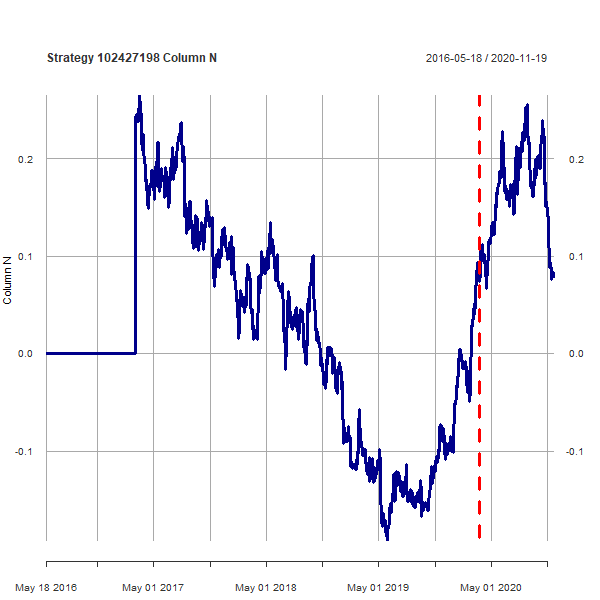 Strategy 102427198 Column N
2016-05-18 / 2020-11-19
0.2
0.2
0.1
0.1
Column N
0.0
0.0
-0.1
-0.1
May 18 2016
May 01 2017
May 01 2018
May 01 2019
May 01 2020